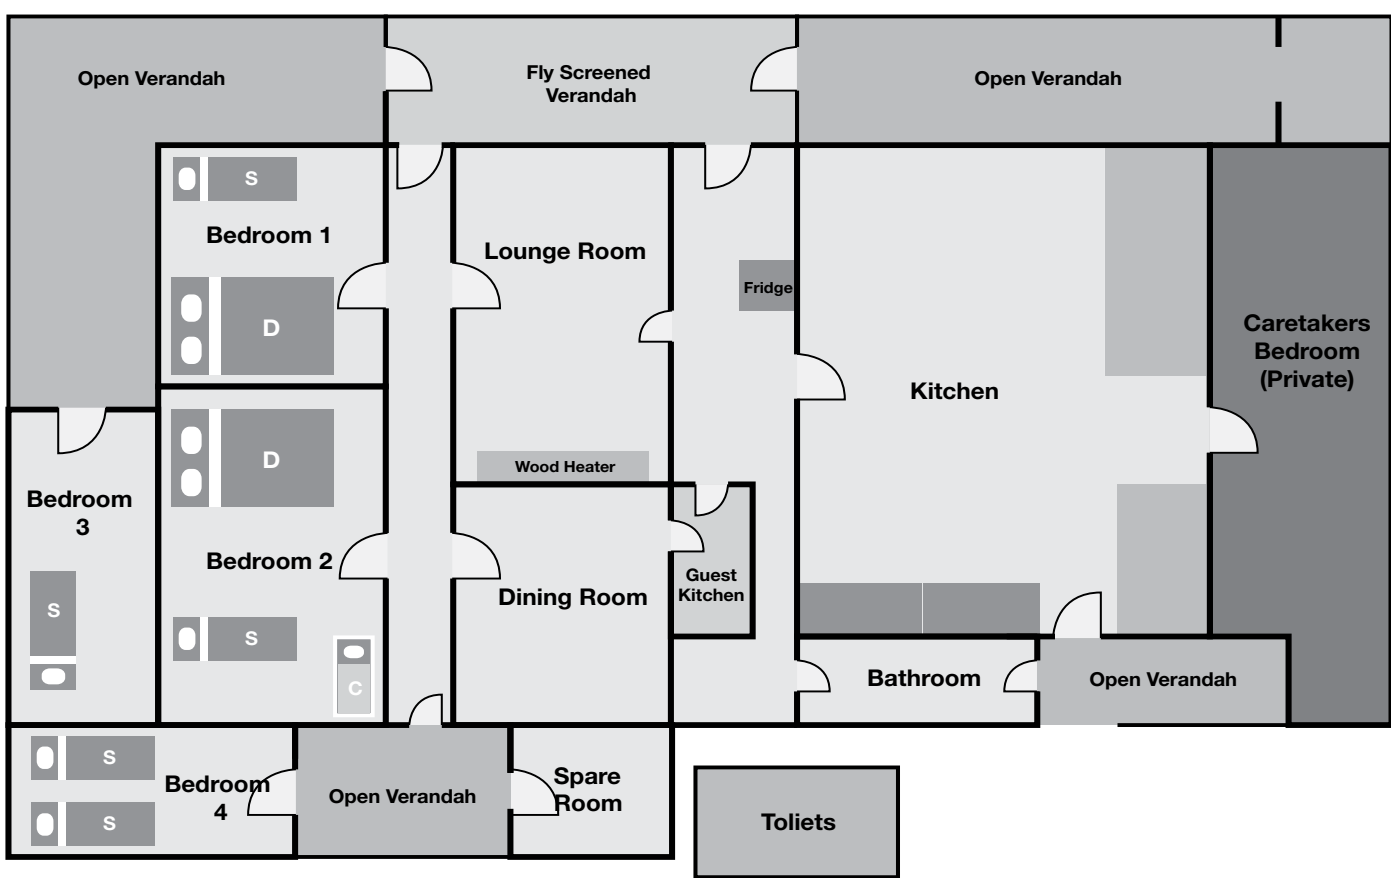 Open Verandah
Fly Screened
Verandah
Open Verandah
S
Bedroom 1
D
Lounge Room
Fridge
Caretakers
Bedroom
(Private)
Kitchen
Wood Heater
D
Bedroom
3
Bedroom 2
S
S
C
Dining Room
Guest
Kitchen
Bathroom
Open Verandah
S
Bedroom
4
S
Open Verandah
Spare
Room
Toliets